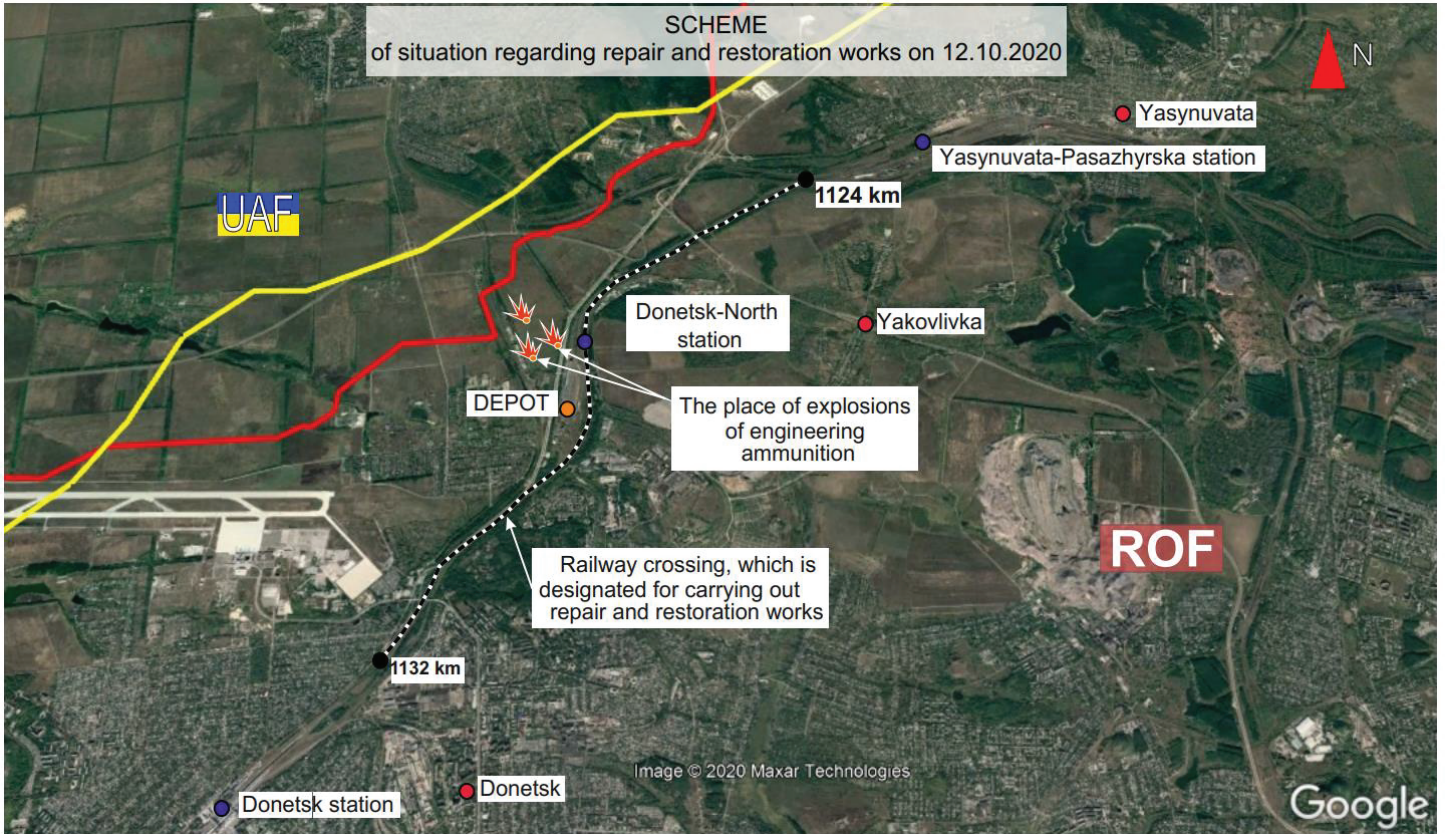 SCHEME
of situation regarding repair and restoration works on 12.10.2020
N
Yasynuvata
Yasynuvata-Pasazhyrska station
1124 km
UAF
Donetsk-North
station
Yakovlivka
DEPOT
The place of explosions
of engineering
ammunition
ROF
Railway crossing, which is
designated for carrying out
repair and restoration works
1132 km
Image © 2020 Maxar Technologies
Donetsk
Donetsk station
Google